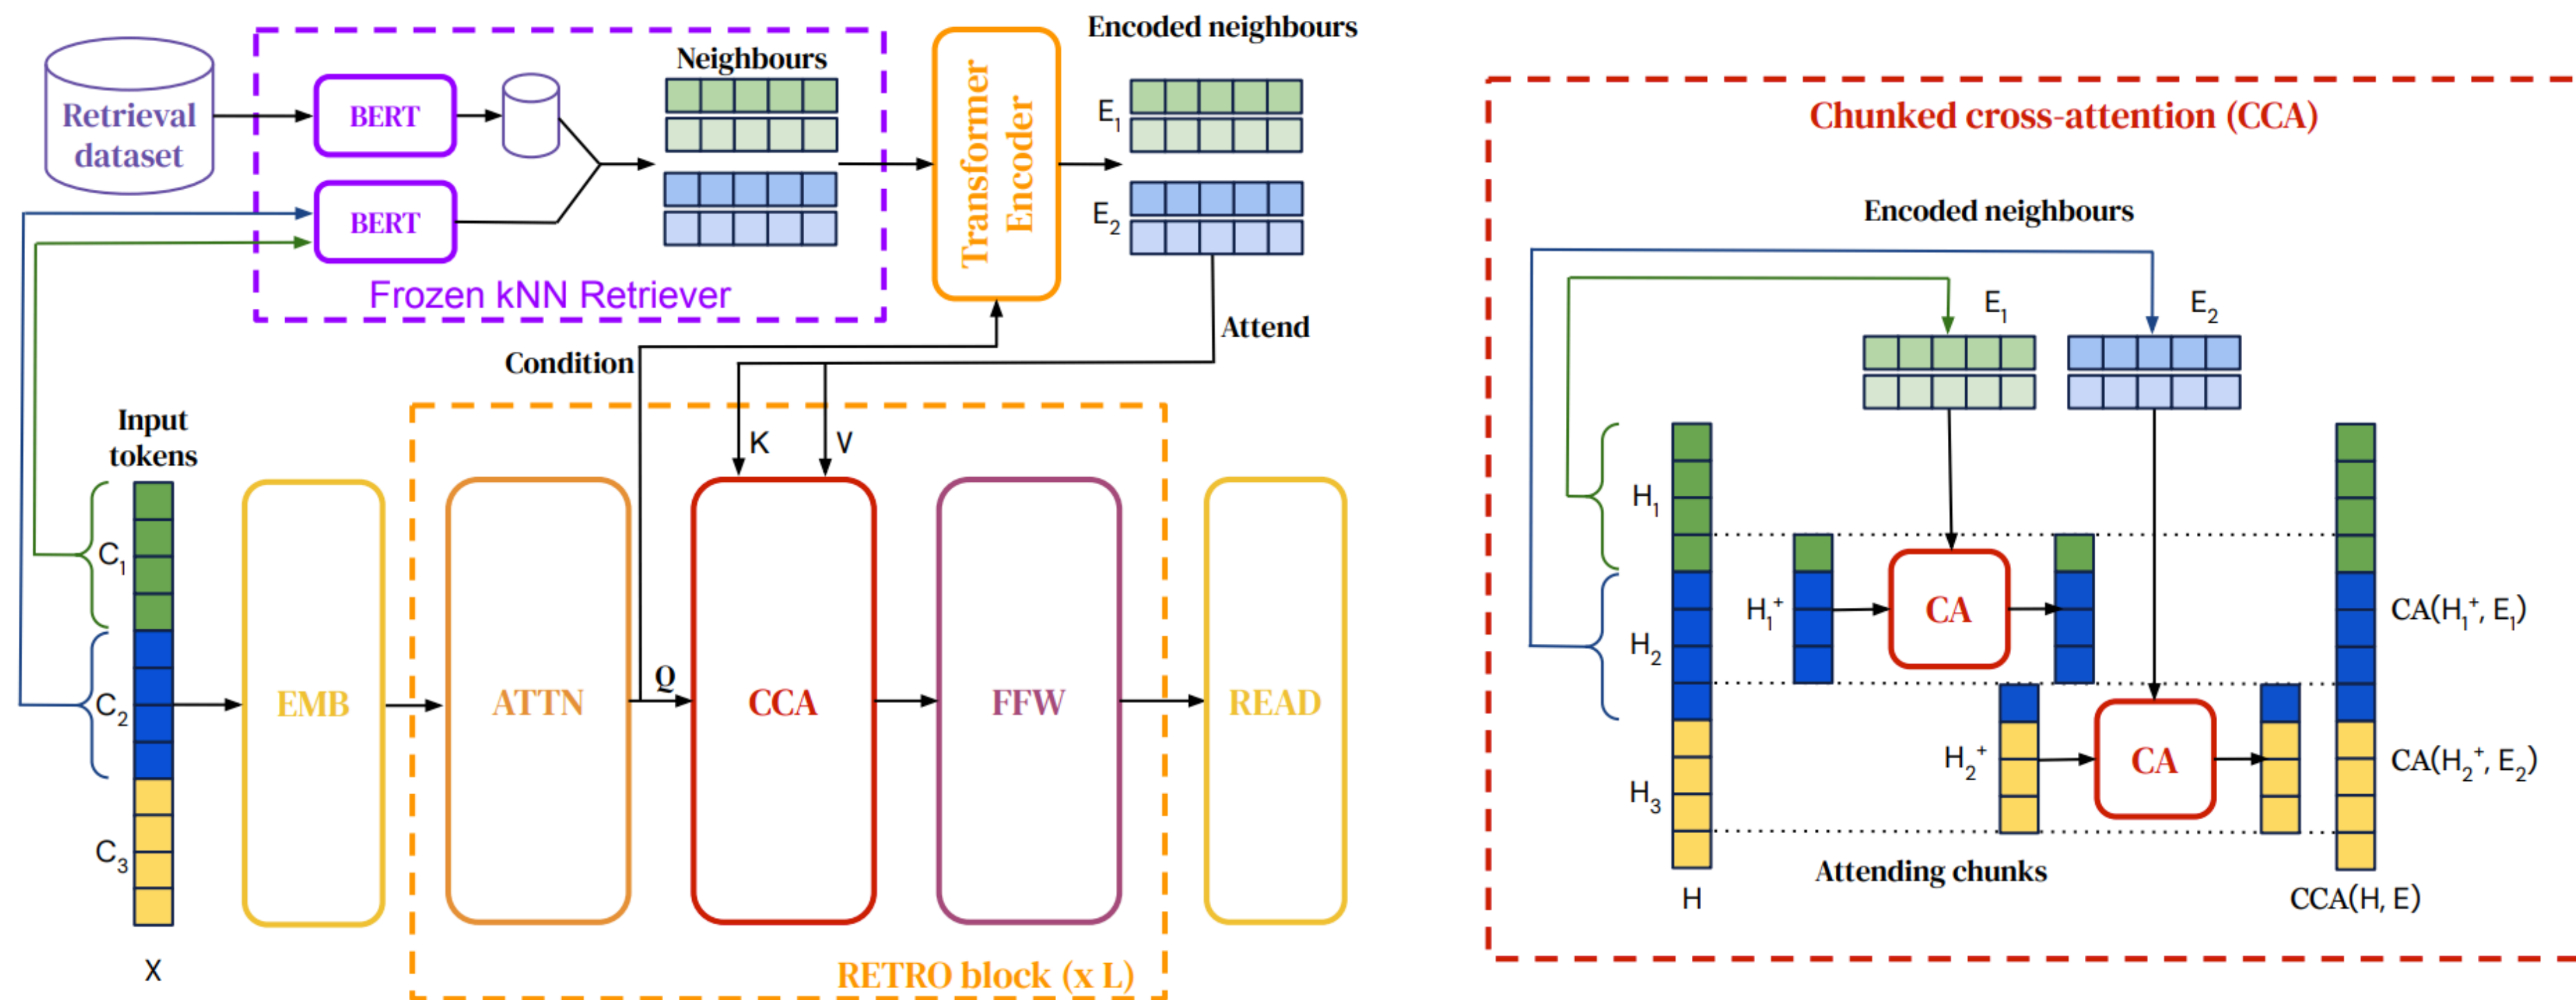 Encoded neighbours
Neighbours
Retrieval
dataset
BERT
BERT
Frozen kNN Retriever
Transformer
Encoder
E1
E2
Attend
Condition
Input
tokens
K
V
Q
C1
C2
C3
X
EMB
ATTN
CCA
FFW
READ
RETRO block (x L)
Chunked cross-attention (CCA)
Encoded neighbours
E1
E2
H1
H2
H3
H
H1+
CA
H2+
CA
Attending chunks
CA(H1+, E1)
CA(H2+, E2)
CCA(H, E)